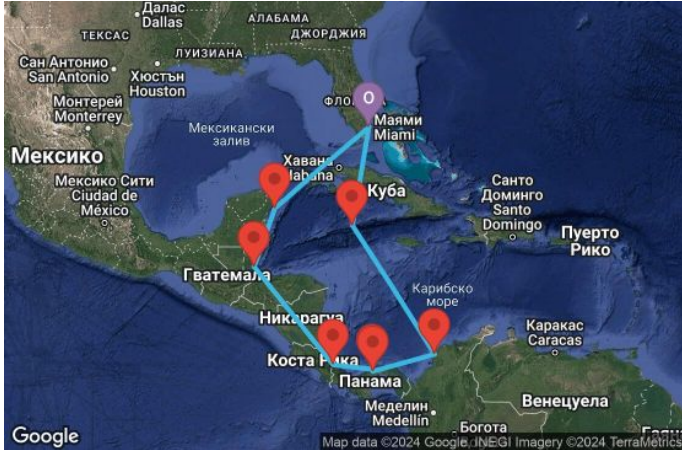 Далас
Dallas
АЛАБАМА
ТЕКСАС
ДЖОРДЖИЯ
ЛУИЗИАНА
Сан Антонио
San Antonio
Хюстън
Houston
Монтерей
Monterrey
О
Маями
Miami
Мексикански
залив
Мексико
Хавана
Habana
Мексико Сити
Ciudad de
México
Куба
Санто
Доминго
Santo
Domingo
Пуерто
Рико
Гватемала
Карибско
море
Никарагуа
Каракас
Caracas
Коста Рика
Панама
Меделин
Medellín
Венецуела
Богота
Google
Map data ©2024 Google, INEGI Imagery ©2024 TerraMetrics